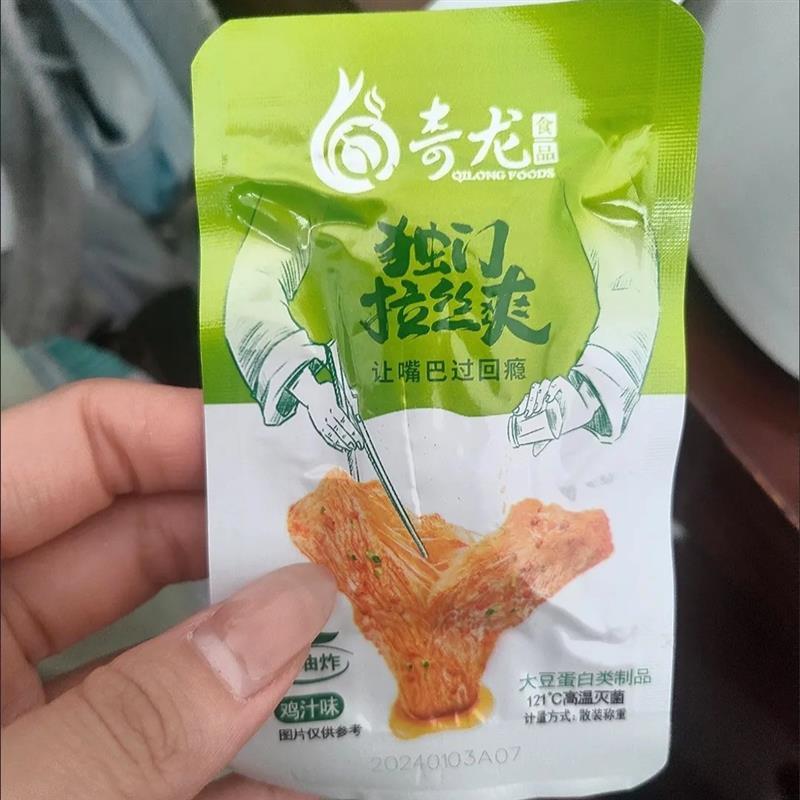 奇龙食品
QILONG FOODS
独门
拉丝爽
让嘴巴过回瘾
油炸
鸡汁味
图片仅供参考
大豆蛋白类制品
121℃高温灭菌
计量方式：散装称重
20240103A07